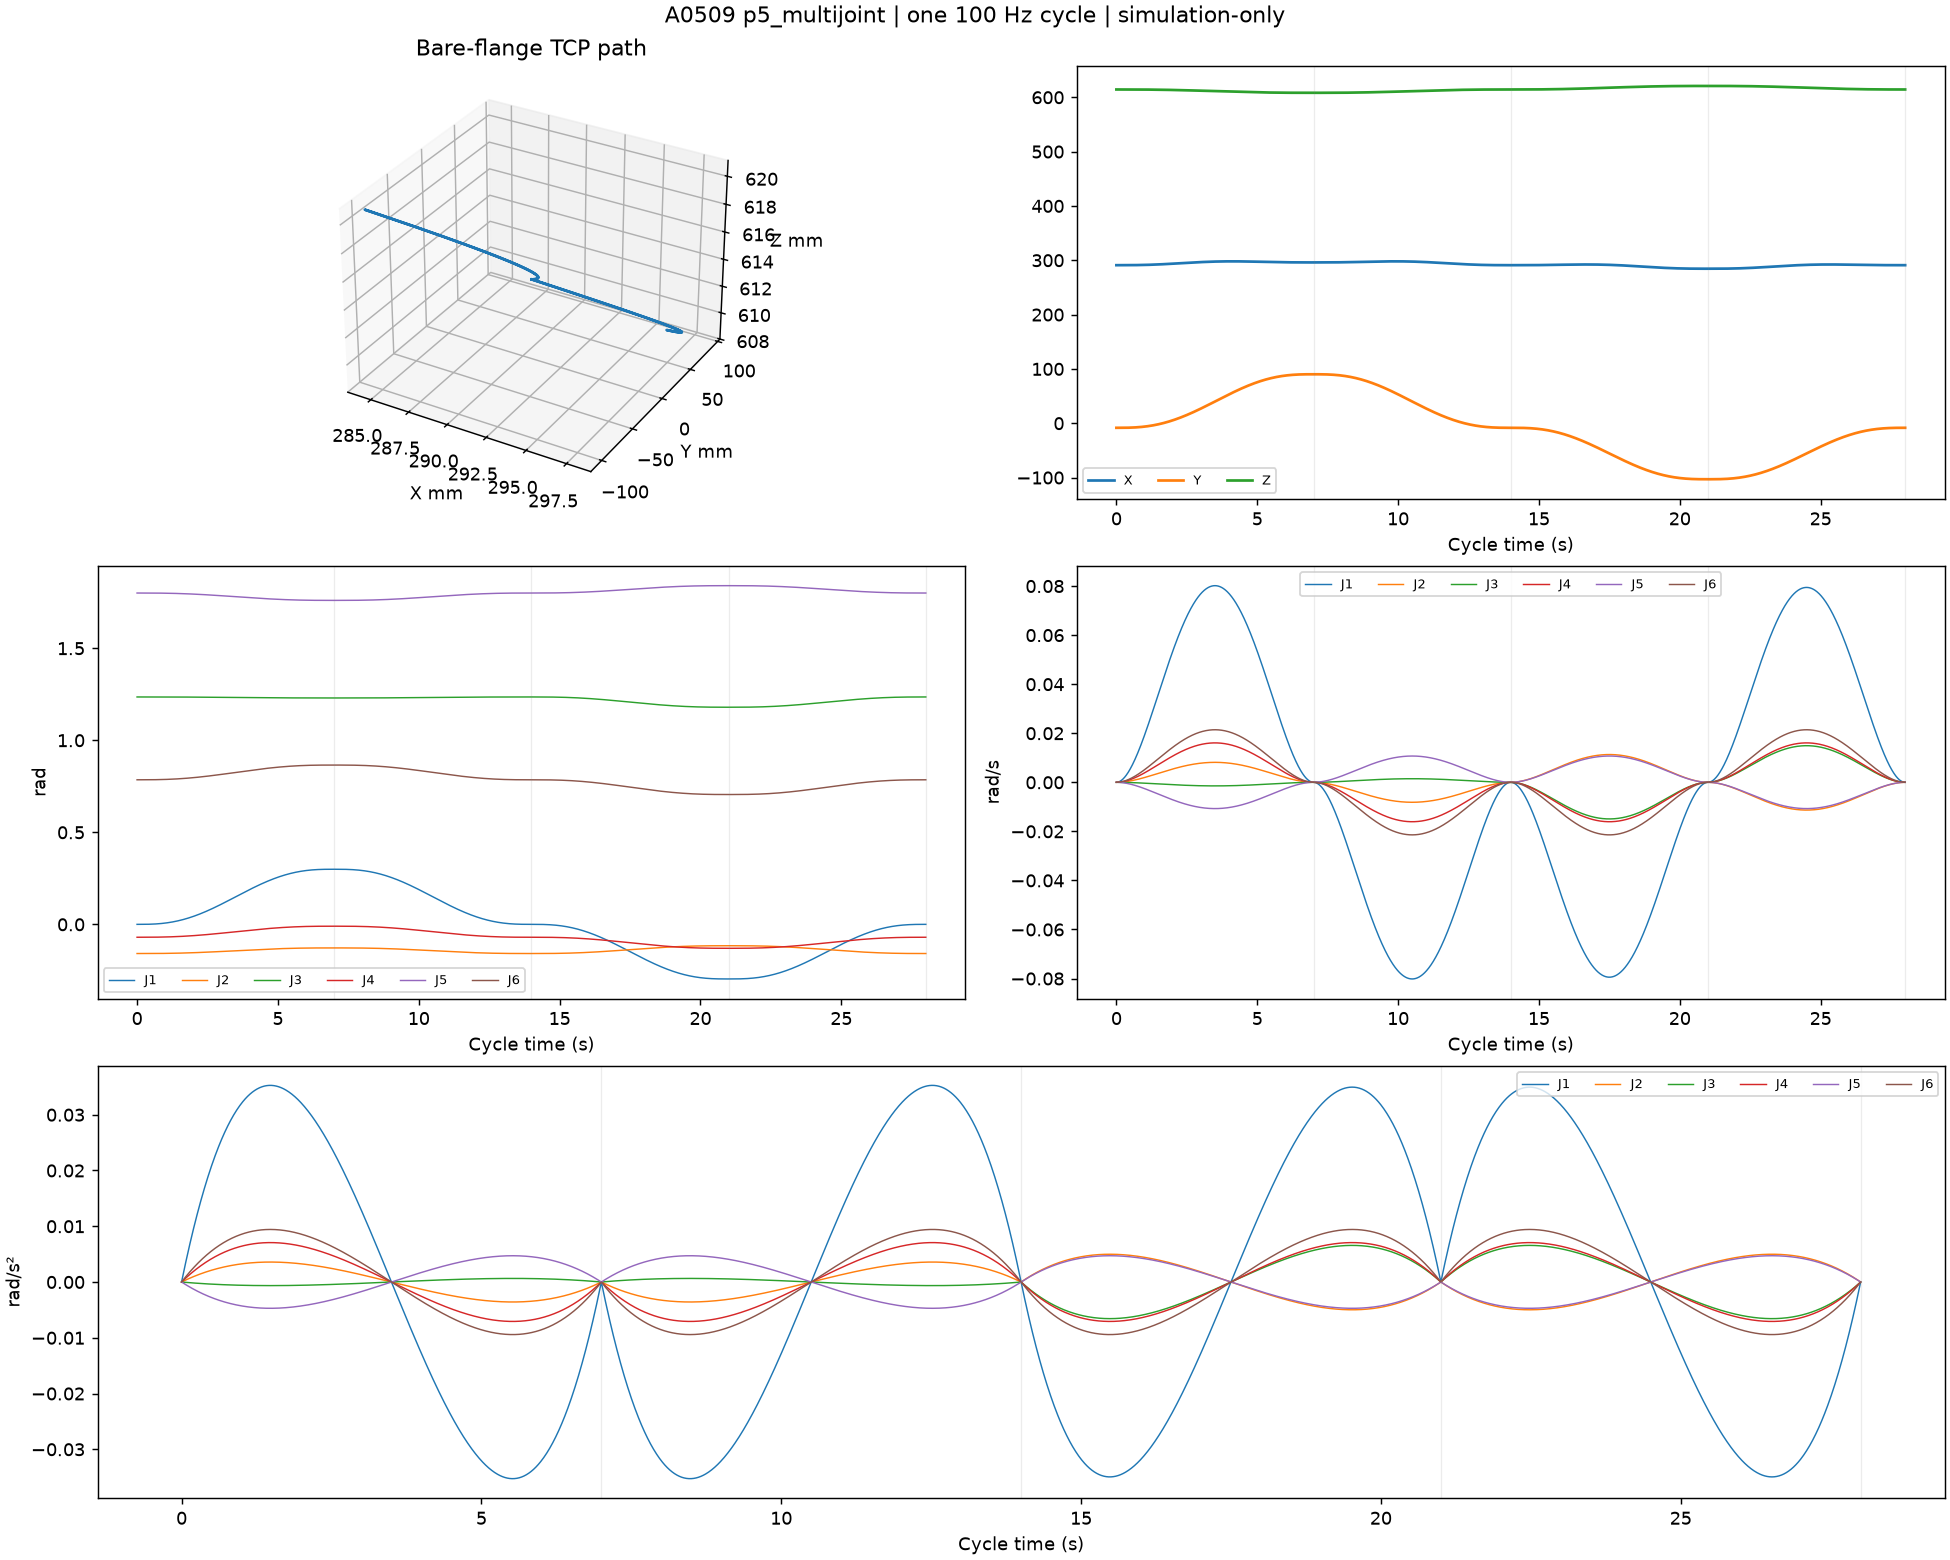 A0509 p5_multijoint | one 100 Hz cycle | simulation-only
Bare-flange TCP path
620
618
616
614
612
610
608
Z mm
100
50
0
−50
−100
Y mm
285.0
287.5
290.0
292.5
295.0
297.5
X mm
600
500
400
300
200
100
0
−100
X Y Z
0 5 10 15 20 25
Cycle time (s)
1.5
1.0
0.5
0.0
rad
J1 J2 J3 J4 J5 J6
0 5 10 15 20 25
Cycle time (s)
J1 J2 J3 J4 J5 J6
0.08
0.06
0.04
0.02
0.00
−0.02
−0.04
−0.06
−0.08
rad/s
0 5 10 15 20 25
Cycle time (s)
J1 J2 J3 J4 J5 J6
0.03
0.02
0.01
0.00
−0.01
−0.02
−0.03
rad/s²
0 5 10 15 20 25
Cycle time (s)